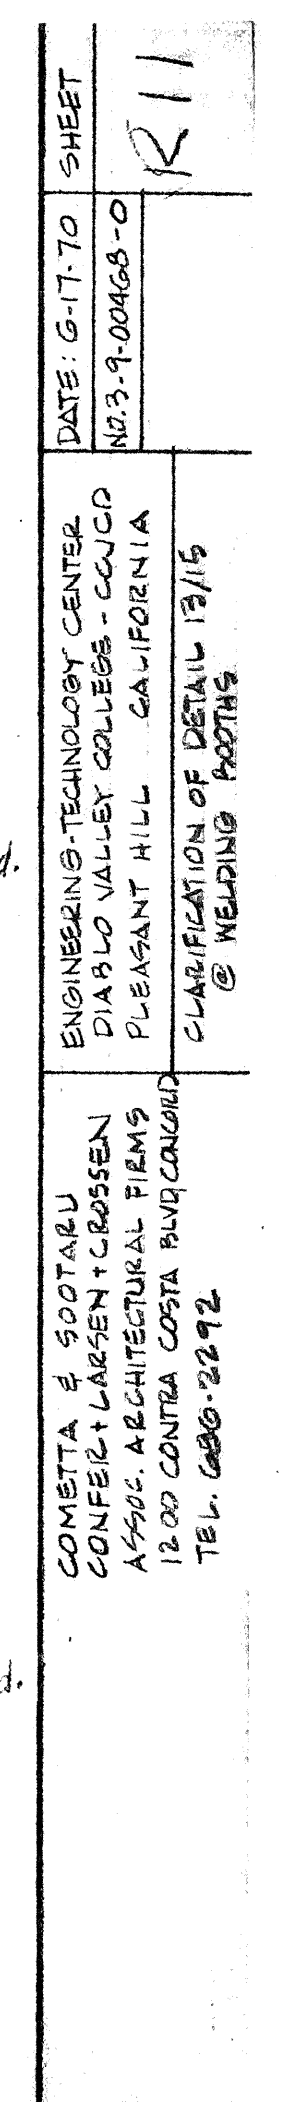 COMETTA & SOOTARU
CONFER + LARSEN + CROSSEN
ASSOC. ARCHITECTURAL FIRMS
1200 CONTRA COSTA BLVD, CONCORD
TEL. 686-2292
ENGINEERING-TECHNOLOGY CENTER
DIABLO VALLEY COLLEGE - CCJCD
PLEASANT HILL CALIFORNIA
CLARIFICATION OF DETAIL 13/15
@ WELDING BOOTHS
DATE: 6-17-70
NO. 3-9-00468-0
SHEET
R11